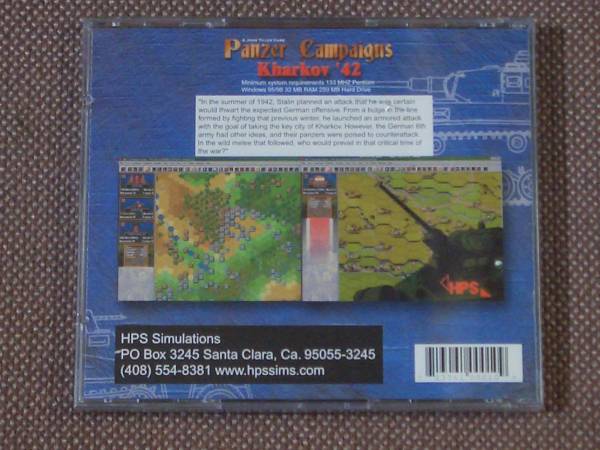 A John Tiller Game
Panzer Campaigns
Kharkov '42
Minimum system requirements 133 MHZ Pentium
Windows 95/98 32 MB RAM 259 MB Hard Drive
"In the summer of 1942, Stalin planned an attack that he was certain
would thwart the expected German offensive. From a bulge in the line
formed by fighting that previous winter, he launched an armored attack
with the goal of taking the key city of Kharkov. However, the German 6th
army had other ideas, and their panzers were poised to counterattack.
In the wild melee that followed, who would prevail in that critical time of
the war?"
HPS
HPS Simulations
PO Box 3245 Santa Clara, Ca. 95055-3245
(408) 554-8381 www.hpssims.com